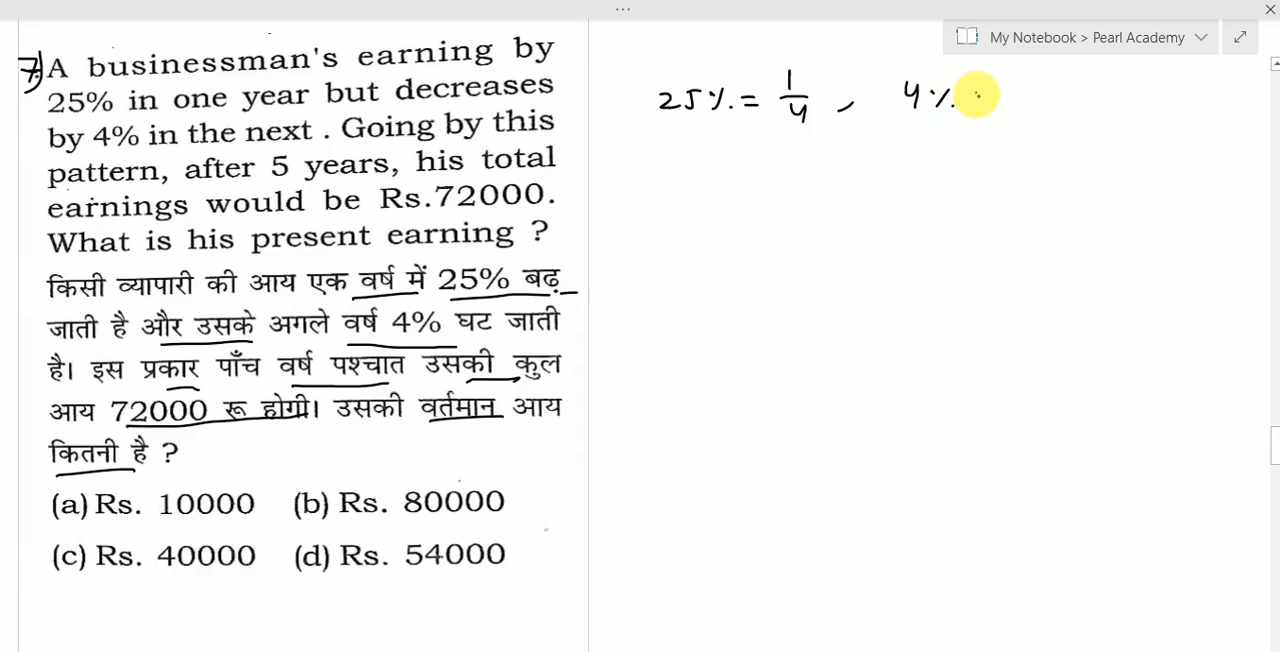 My Notebook > Pearl Academy
7) A businessman's earning by
25% in one year but decreases
by 4% in the next . Going by this
pattern, after 5 years, his total
earnings would be Rs.72000.
What is his present earning ?
किसी व्यापारी की आय एक वर्ष में 25% बढ़
जाती है और उसके अगले वर्ष 4% घट जाती
है। इस प्रकार पाँच वर्ष पश्चात उसकी कुल
आय 72000 रू होगी। उसकी वर्तमान आय
कितनी है ?
(a) Rs. 10000 (b) Rs. 80000
(c) Rs. 40000 (d) Rs. 54000
25% = 1/4 , 4%